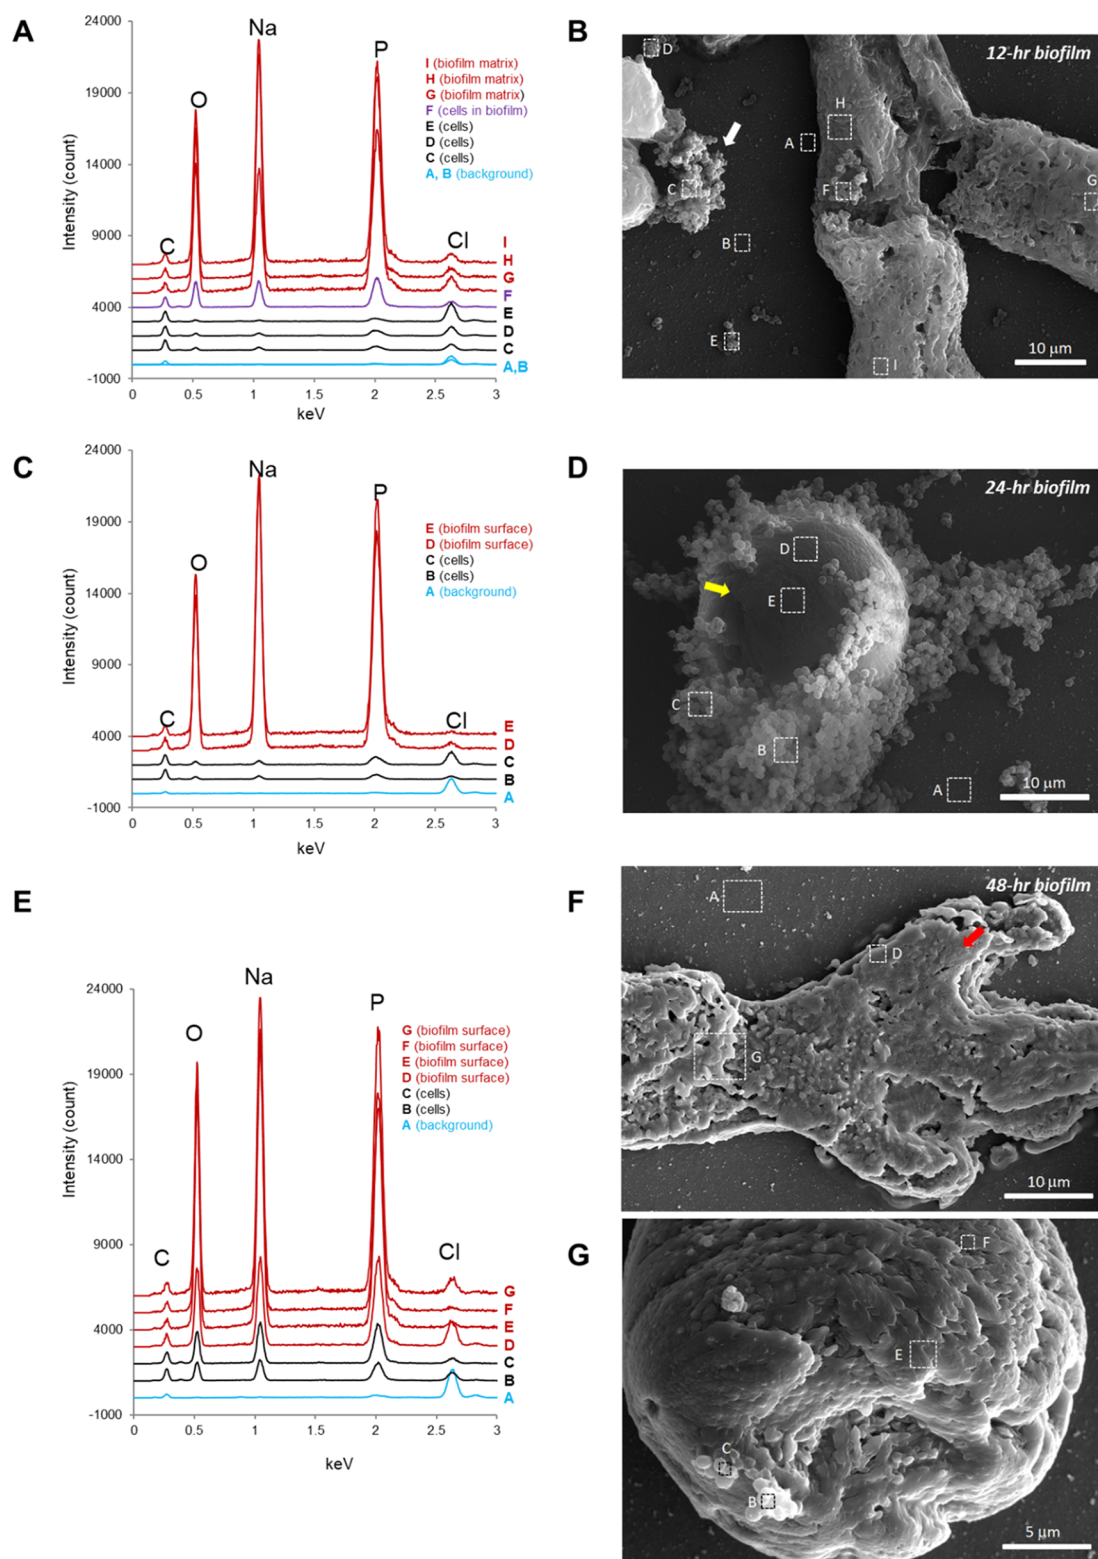 A
24000
19000
14000
9000
4000
-1000
Intensity (count)
0
0.5
1
1.5
2
2.5
3
keV
C
O
Na
P
Cl
I (biofilm matrix)
H (biofilm matrix)
G (biofilm matrix)
F (cells in biofilm)
E (cells)
D (cells)
C (cells)
A, B (background)
I
H
G
F
E
D
C
A,B
B
12-hr biofilm
D
H
A
G
C
F
B
E
I
10 µm
C
24000
19000
14000
9000
4000
-1000
Intensity (count)
0
0.5
1
1.5
2
2.5
3
keV
C
O
Na
P
Cl
E (biofilm surface)
D (biofilm surface)
C (cells)
B (cells)
A (background)
E
D
C
B
A
D
24-hr biofilm
D
E
C
B
A
10 µm
E
24000
19000
14000
9000
4000
-1000
Intensity (count)
0
0.5
1
1.5
2
2.5
3
keV
C
O
Na
P
Cl
G (biofilm surface)
F (biofilm surface)
E (biofilm surface)
D (biofilm surface)
C (cells)
B (cells)
A (background)
G
F
E
D
C
B
A
F
48-hr biofilm
A
D
G
10 µm
G
F
E
C
B
5 µm